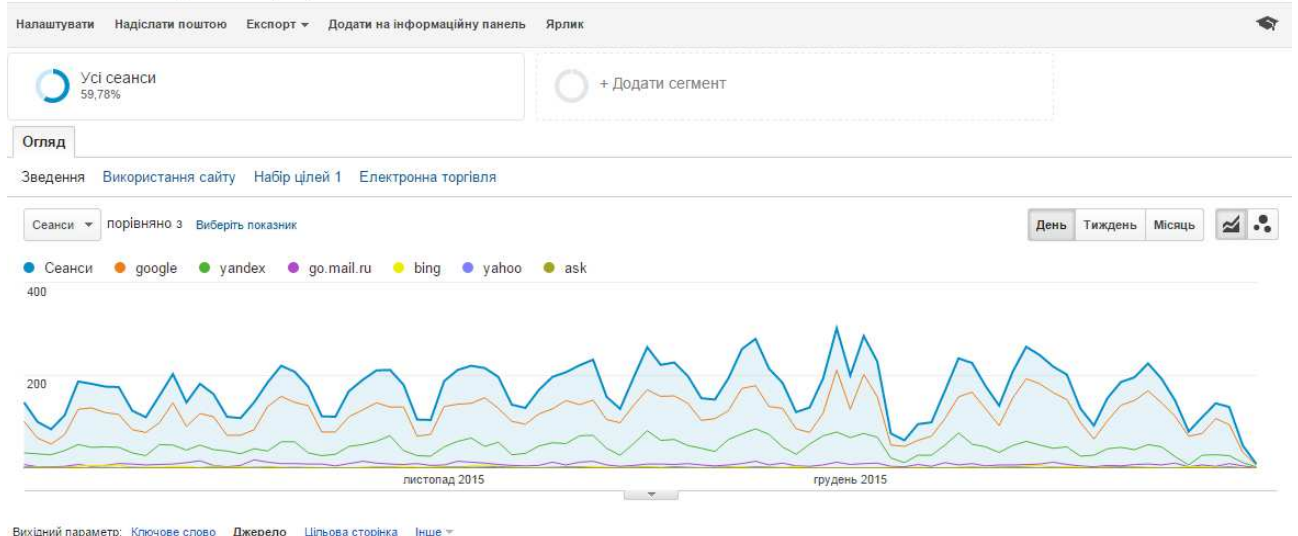 Налаштувати Надіслати поштою Експорт Додати на інформаційну панель Ярлик
Усі сеанси
59,78%
+ Додати сегмент
Огляд
Зведення Використання сайту Набір цілей 1 Електронна торгівля
Сеанси порівняно з Виберіть показник День Тиждень Місяць
Сеанси google yandex go.mail.ru bing yahoo ask
400
200
листопад 2015 грудень 2015
Вихідний параметр: Ключове слово Джерело Цільова сторінка Інше